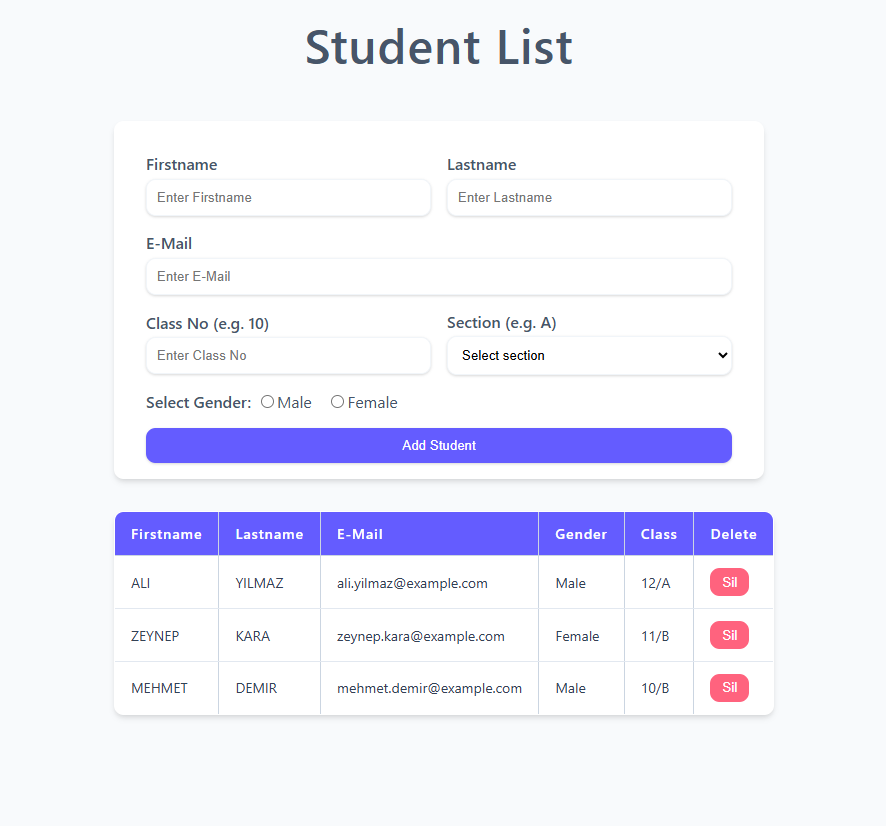 Student List
Firstname Lastname
Enter Firstname Enter Lastname
E-Mail
Enter E-Mail
Class No (e.g. 10) Section (e.g. A)
Enter Class No Select section
Select Gender: Male Female
Add Student
Firstname Lastname E-Mail Gender Class Delete
ALI YILMAZ ali.yilmaz@example.com Male 12/A Sil
ZEYNEP KARA zeynep.kara@example.com Female 11/B Sil
MEHMET DEMIR mehmet.demir@example.com Male 10/B Sil